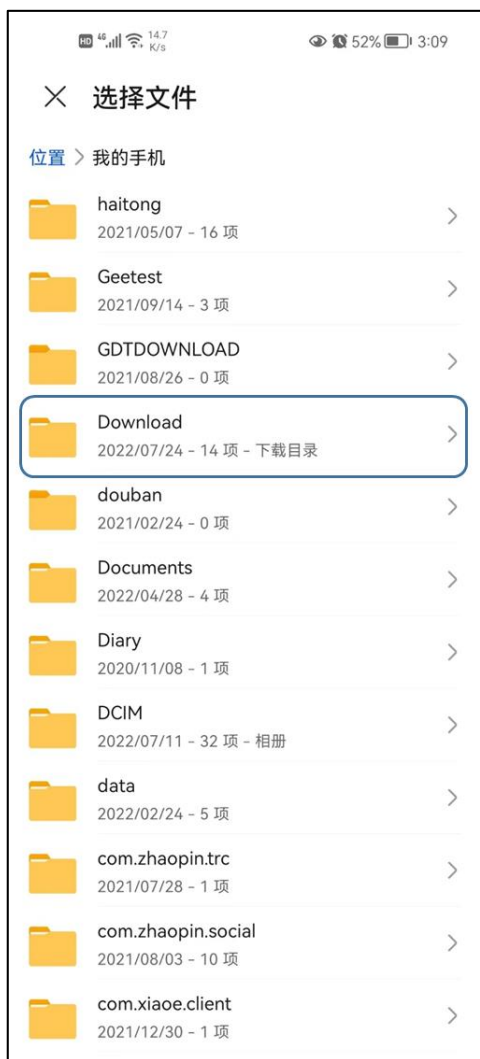 HD 46 14.7 K/s 52% 3:09
选择文件
位置 > 我的手机
haitong
2021/05/07 - 16 项
Geetest
2021/09/14 - 3 项
GDTDOWNLOAD
2021/08/26 - 0 项
Download
2022/07/24 - 14 项 - 下载目录
douban
2021/02/24 - 0 项
Documents
2022/04/28 - 4 项
Diary
2020/11/08 - 1 项
DCIM
2022/07/11 - 32 项 - 相册
data
2022/02/24 - 5 项
com.zhaopin.trc
2021/07/28 - 1 项
com.zhaopin.social
2021/08/03 - 10 项
com.xiaoe.client
2021/12/30 - 1 项